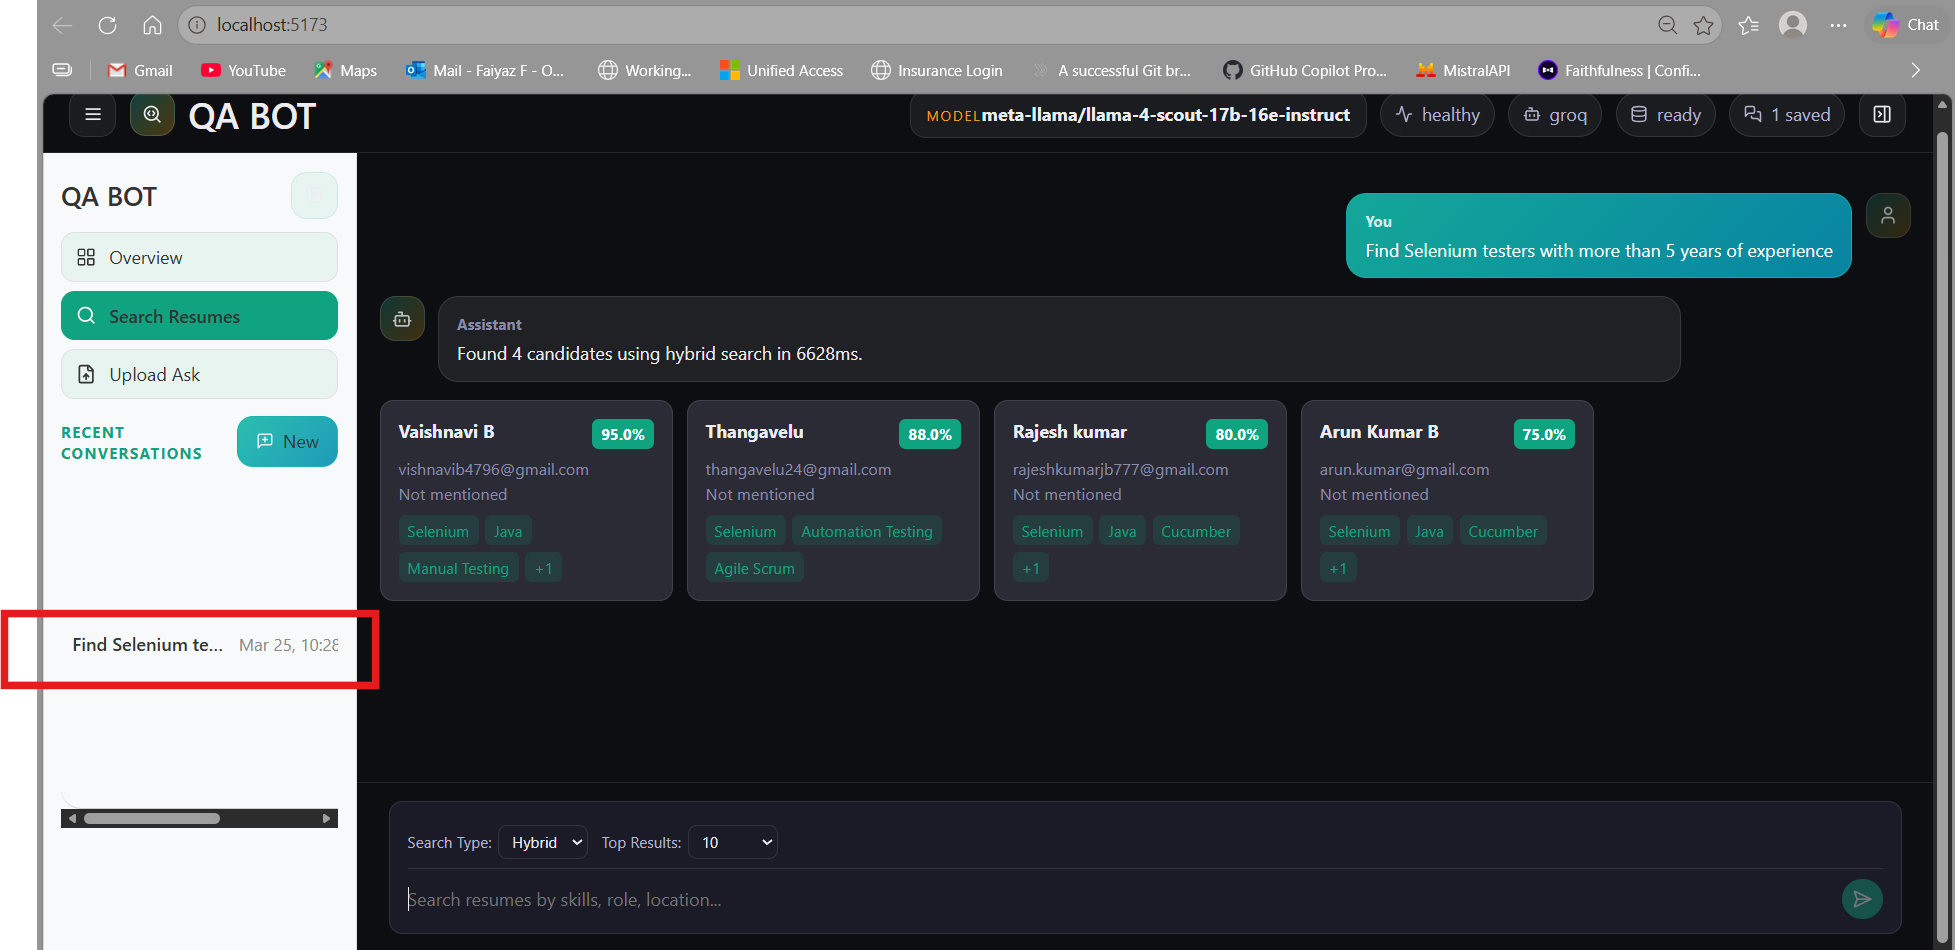 localhost:5173
Chat
Gmail
YouTube
Maps
Mail - Faiyaz F - O...
Working...
Unified Access
Insurance Login
A successful Git br...
GitHub Copilot Pro...
MistralAPI
Faithfulness | Confi...
QA BOT
MODEL meta-llama/llama-4-scout-17b-16e-instruct
healthy
groq
ready
1 saved
QA BOT
Overview
Search Resumes
Upload Ask
RECENT
CONVERSATIONS
New
Find Selenium te... Mar 25, 10:28
You
Find Selenium testers with more than 5 years of experience
Assistant
Found 4 candidates using hybrid search in 6628ms.
Vaishnavi B 95.0%
vishnavib4796@gmail.com
Not mentioned
Selenium Java
Manual Testing +1
Thangavelu 88.0%
thangavelu24@gmail.com
Not mentioned
Selenium Automation Testing
Agile Scrum
Rajesh kumar 80.0%
rajeshkumarjb777@gmail.com
Not mentioned
Selenium Java Cucumber
+1
Arun Kumar B 75.0%
arun.kumar@gmail.com
Not mentioned
Selenium Java Cucumber
+1
Search Type: Hybrid Top Results: 10
Search resumes by skills, role, location...